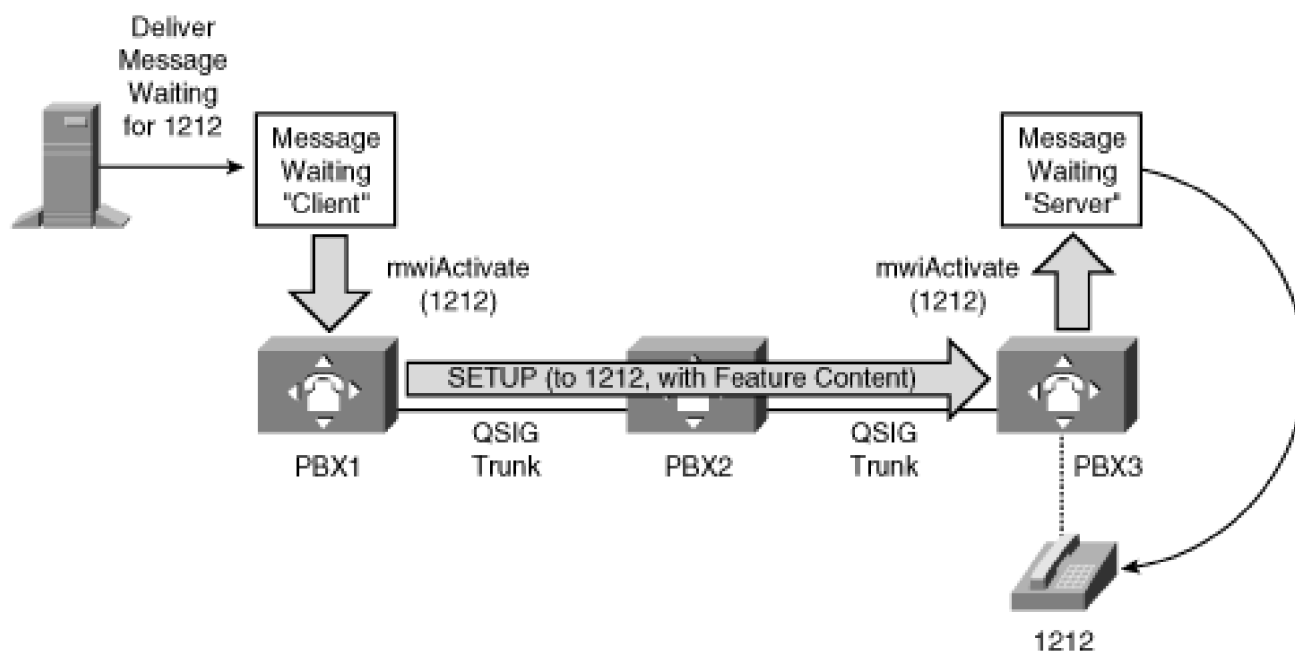 Deliver
Message
Waiting
for 1212
Message
Waiting
"Client"
Message
Waiting
"Server"
mwiActivate
(1212)
mwiActivate
(1212)
SETUP (to 1212, with Feature Content)
QSIG
Trunk
QSIG
Trunk
PBX1
PBX2
PBX3
1212